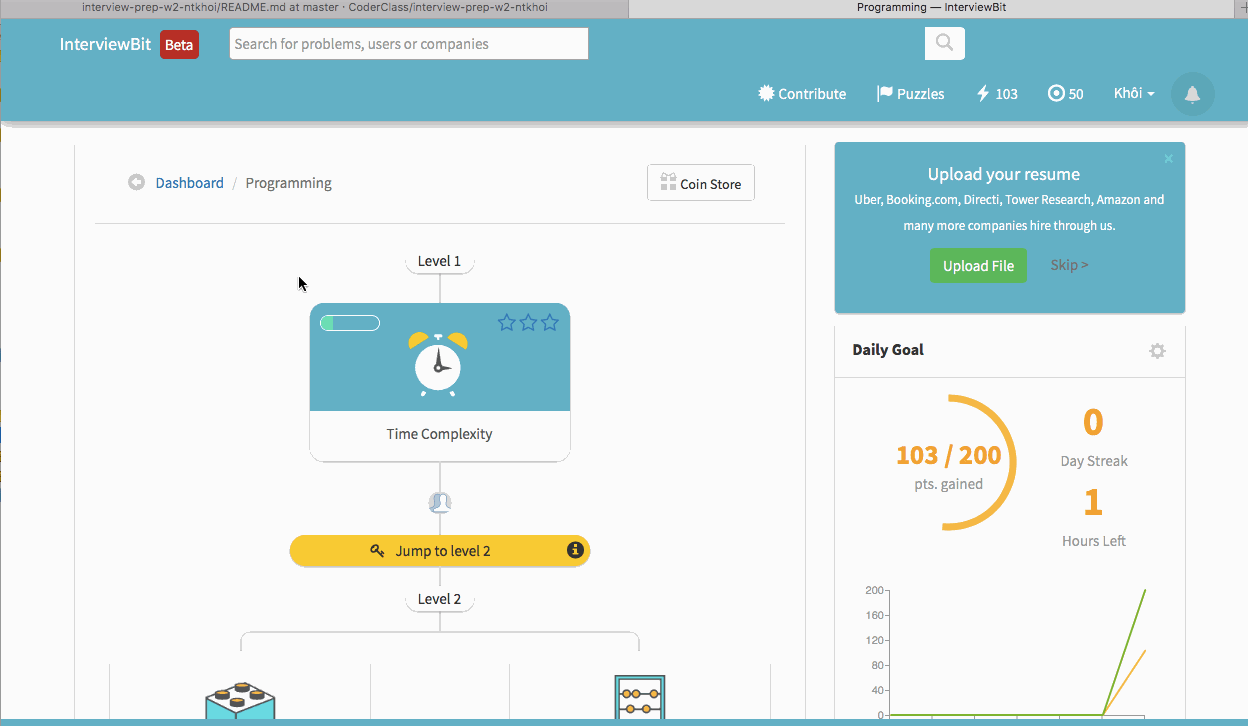 interview-prep-w2-ntkhoi/README.md at master · CoderClass/interview-prep-w2-ntkhoi
Programming — InterviewBit
InterviewBit Beta
Search for problems, users or companies
Contribute Puzzles 103 50 Khôi
Dashboard / Programming
Coin Store
Level 1
Time Complexity
Jump to level 2
Level 2
Upload your resume
Uber, Booking.com, Directi, Tower Research, Amazon and
many more companies hire through us.
Upload File Skip >
Daily Goal
103 / 200
pts. gained
0
Day Streak
1
Hours Left
200
160
120
80
40
0